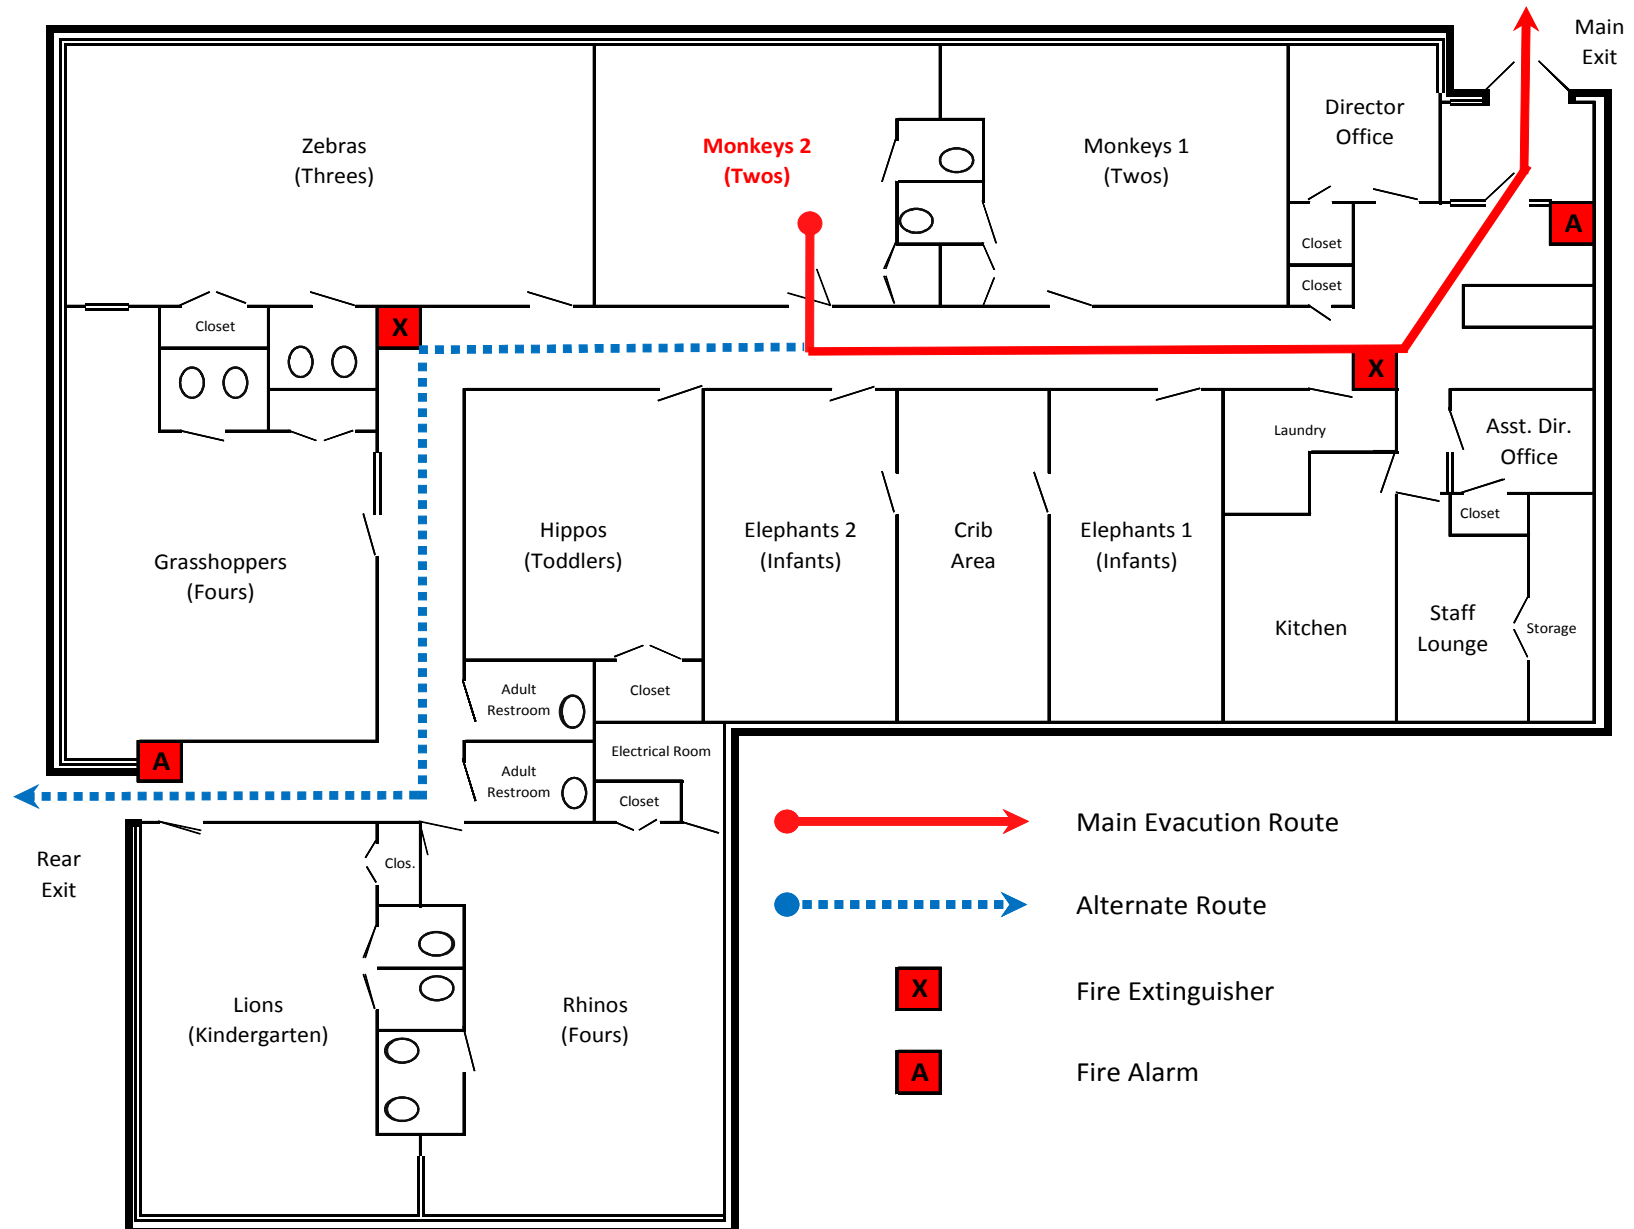 Main
Exit
Director
Office
Zebras
(Threes)
Monkeys 2
(Twos)
Monkeys 1
(Twos)
A
Closet
Closet
Closet
X
X
Laundry
Asst. Dir.
Office
Closet
Grasshoppers
(Fours)
Hippos
(Toddlers)
Elephants 2
(Infants)
Crib
Area
Elephants 1
(Infants)
Kitchen
Staff
Lounge
Storage
Adult
Restroom
Closet
A
Electrical Room
Adult
Restroom
Closet
Rear
Exit
Clos.
Lions
(Kindergarten)
Rhinos
(Fours)
Main Evacution Route
Alternate Route
X
Fire Extinguisher
A
Fire Alarm